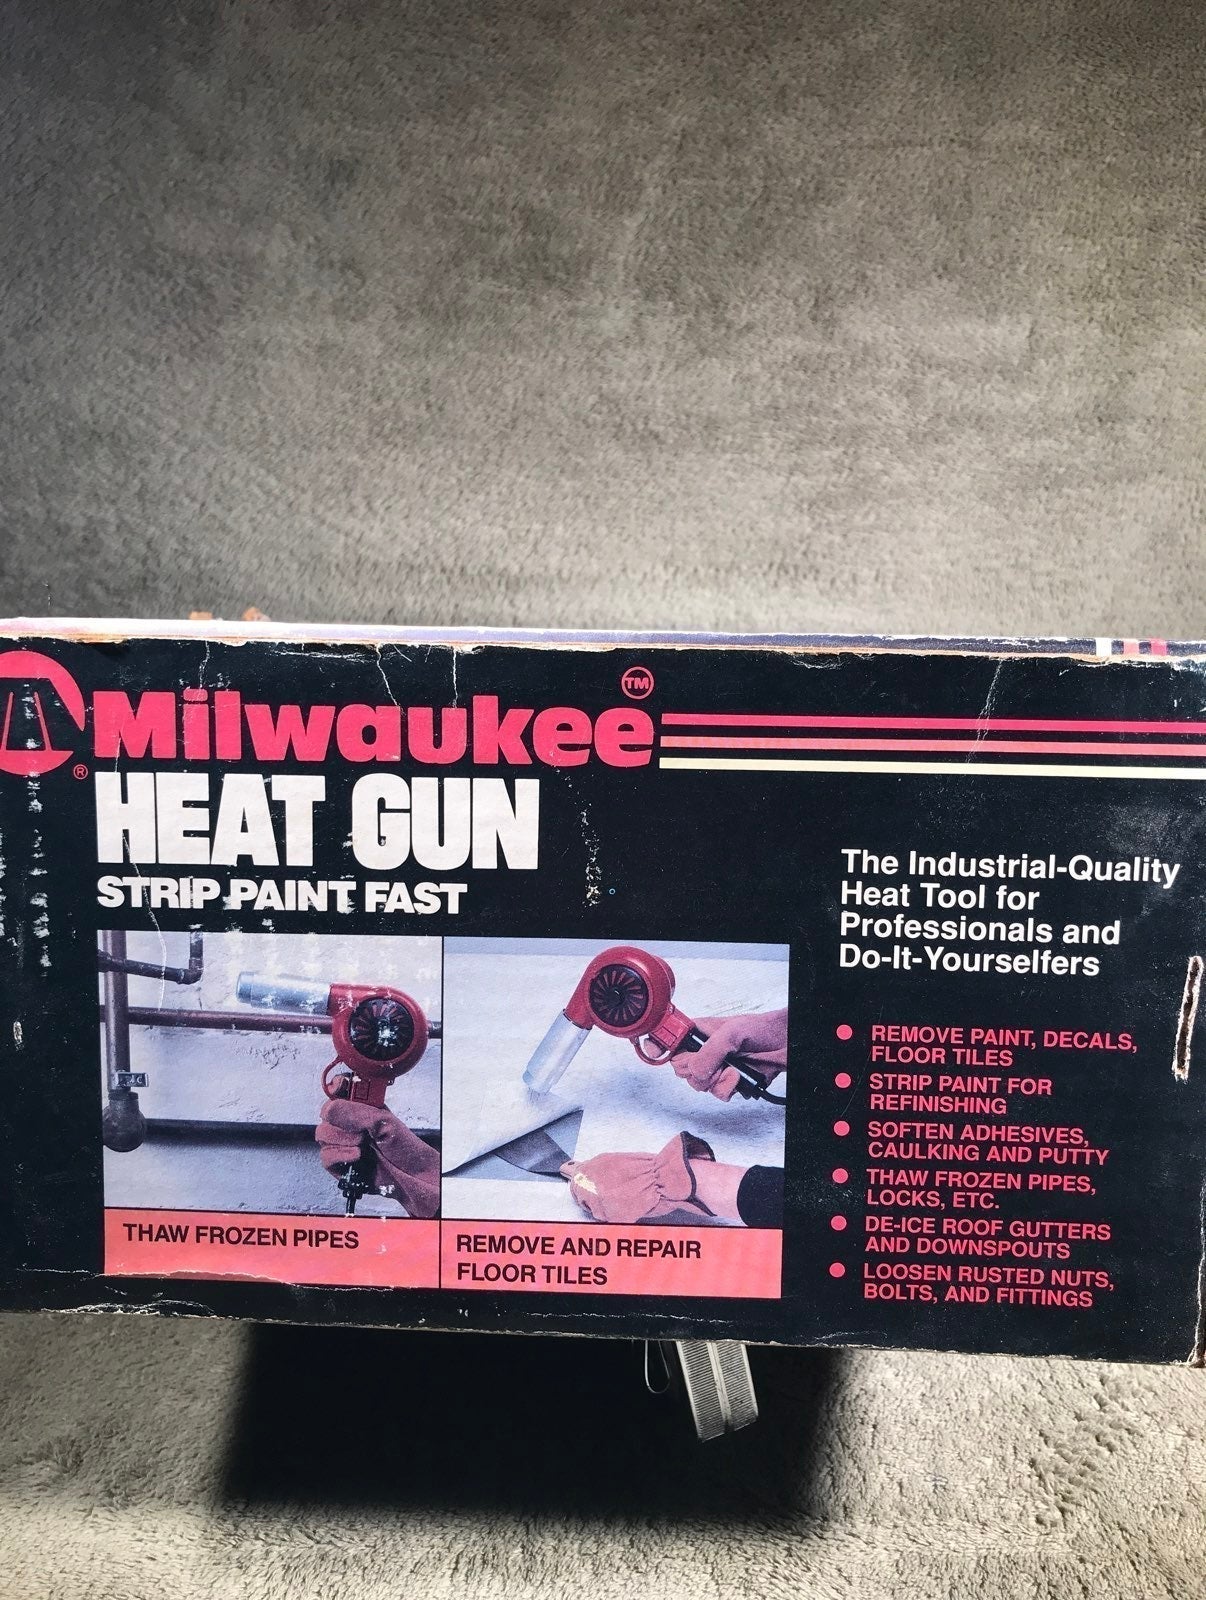 Milwaukee™
®
HEAT GUN
STRIP PAINT FAST
The Industrial-Quality
Heat Tool for
Professionals and
Do-It-Yourselfers
THAW FROZEN PIPES
REMOVE AND REPAIR
FLOOR TILES
● REMOVE PAINT, DECALS,
FLOOR TILES
● STRIP PAINT FOR
REFINISHING
● SOFTEN ADHESIVES,
CAULKING AND PUTTY
● THAW FROZEN PIPES,
LOCKS, ETC.
● DE-ICE ROOF GUTTERS
AND DOWNSPOUTS
● LOOSEN RUSTED NUTS,
BOLTS, AND FITTINGS